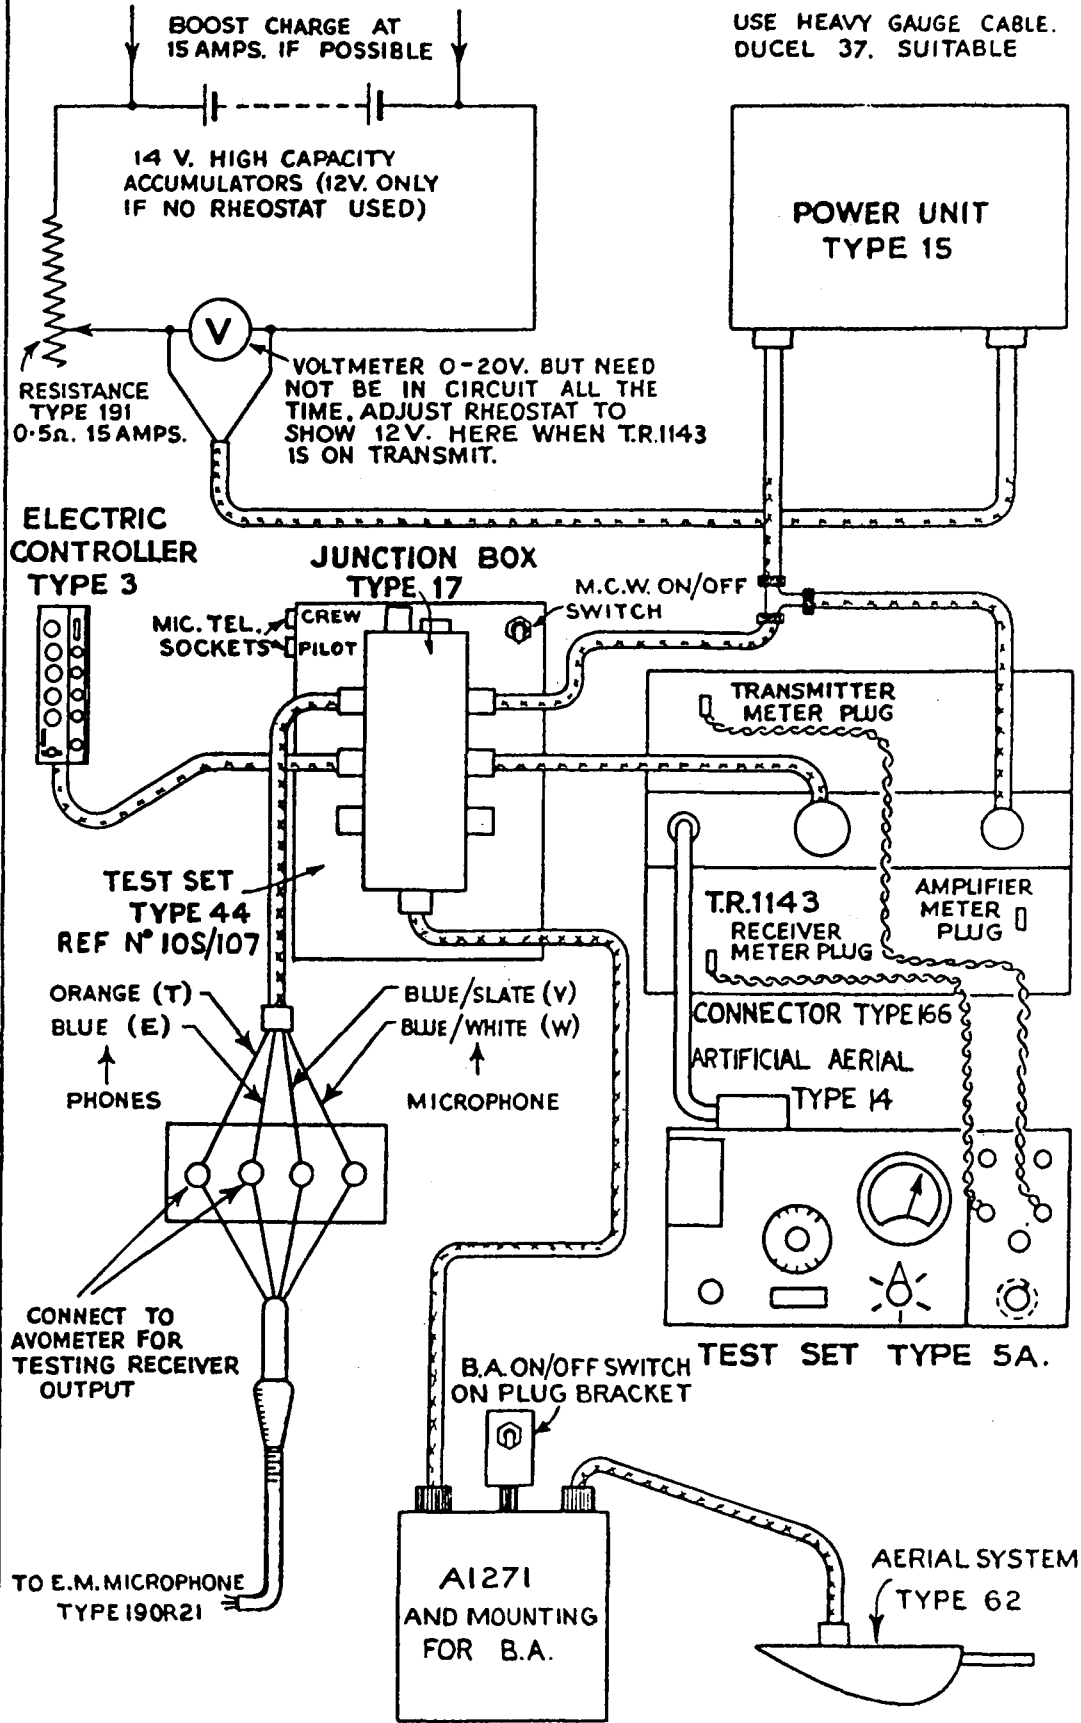 BOOST CHARGE AT
15 AMPS. IF POSSIBLE
USE HEAVY GAUGE CABLE.
DUCEL 37. SUITABLE
14 V. HIGH CAPACITY
ACCUMULATORS (12V. ONLY
IF NO RHEOSTAT USED)
POWER UNIT
TYPE 15
V
RESISTANCE
TYPE 191
0·5Ω. 15 AMPS.
VOLTMETER 0-20V. BUT NEED
NOT BE IN CIRCUIT ALL THE
TIME. ADJUST RHEOSTAT TO
SHOW 12V. HERE WHEN T.R.1143
IS ON TRANSMIT.
ELECTRIC
CONTROLLER
TYPE 3
JUNCTION BOX
TYPE 17
M.C.W. ON/OFF
SWITCH
MIC. TEL.
SOCKETS
CREW
PILOT
TRANSMITTER
METER PLUG
TEST SET
TYPE 44
REF Nº 10S/107
T.R.1143
RECEIVER
METER PLUG
AMPLIFIER
METER
PLUG
ORANGE (T)
BLUE (E)
PHONES
BLUE/SLATE (V)
BLUE/WHITE (W)
MICROPHONE
CONNECTOR TYPE 166
ARTIFICIAL AERIAL
TYPE 14
CONNECT TO
AVOMETER FOR
TESTING RECEIVER
OUTPUT
TEST SET TYPE 5A.
B.A. ON/OFF SWITCH
ON PLUG BRACKET
TO E.M. MICROPHONE
TYPE 190R21
A1271
AND MOUNTING
FOR B.A.
AERIAL SYSTEM
TYPE 62